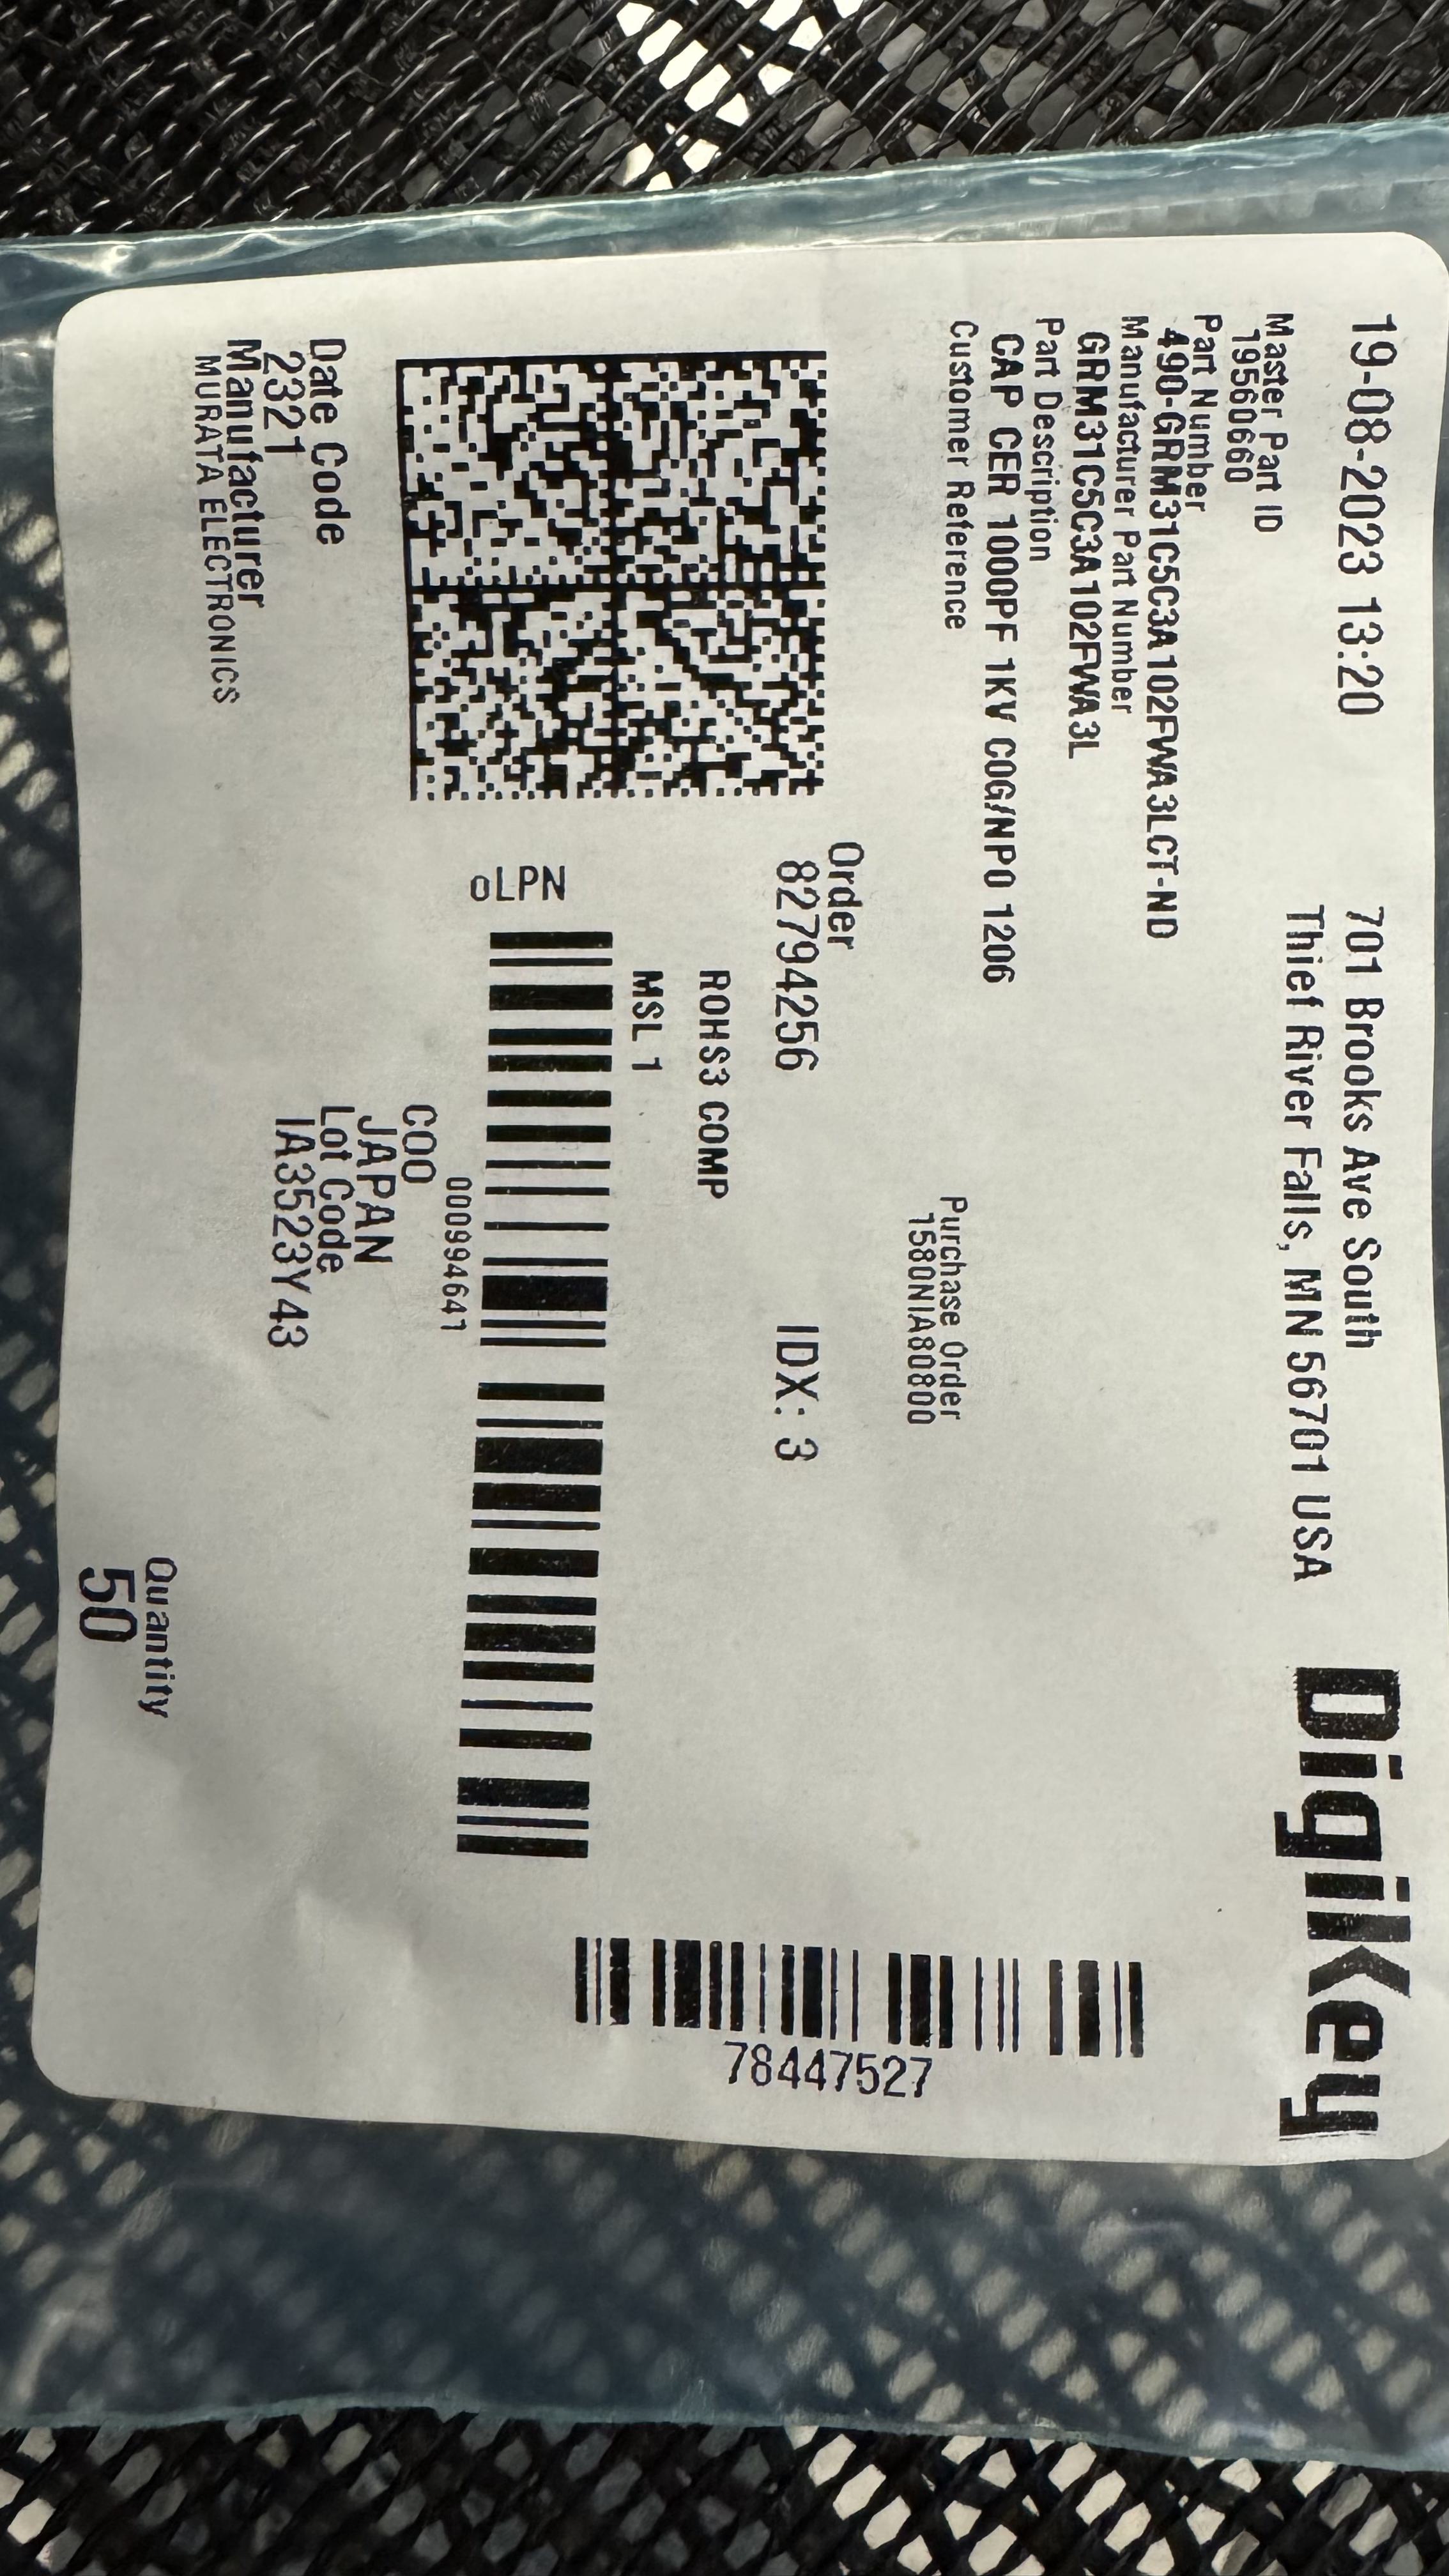 19-08-2023 13:20
701 Brooks Ave South
Thief River Falls, MN 56701 USA
DigiKey
Master Part ID
19560660
Part Number
490-GRM31C5C3A102FWA3LCT-ND
Manufacturer Part Number
GRM31C5C3A102FWA3L
Part Description
CAP CER 1000PF 1KV C0G/NP0 1206
Customer Reference
Purchase Order
1580NIA80800
Order
82794256
IDX: 3
ROHS3 COMP
MSL 1
oLPN
000994641
78447527
COO
JAPAN
Lot Code
IA3523Y43
Date Code
2321
Manufacturer
MURATA ELECTRONICS
Quantity
50